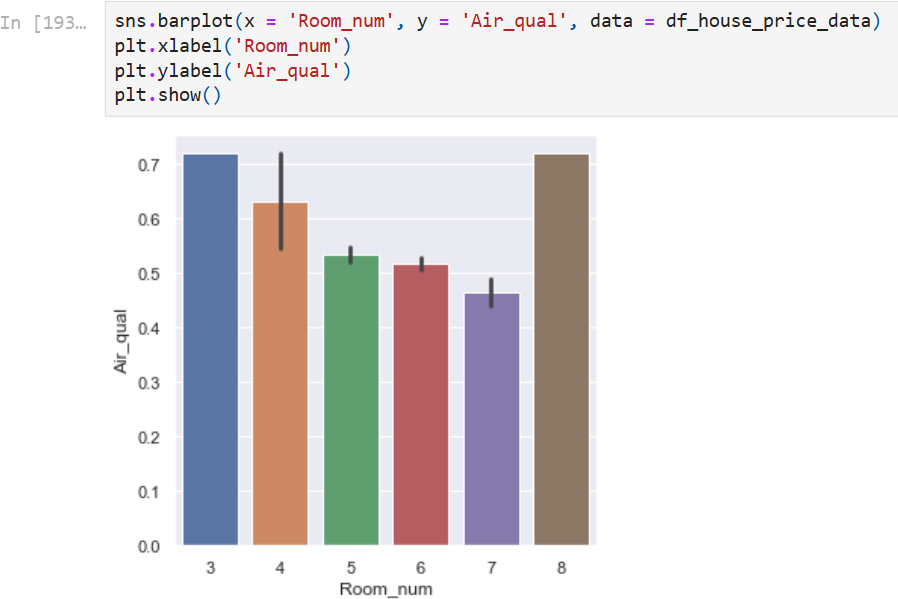 In [193…
sns.barplot(x = 'Room_num', y = 'Air_qual', data = df_house_price_data)
plt.xlabel('Room_num')
plt.ylabel('Air_qual')
plt.show()
0.7
0.6
0.5
0.4
0.3
0.2
0.1
0.0
Air_qual
3 4 5 6 7 8
Room_num